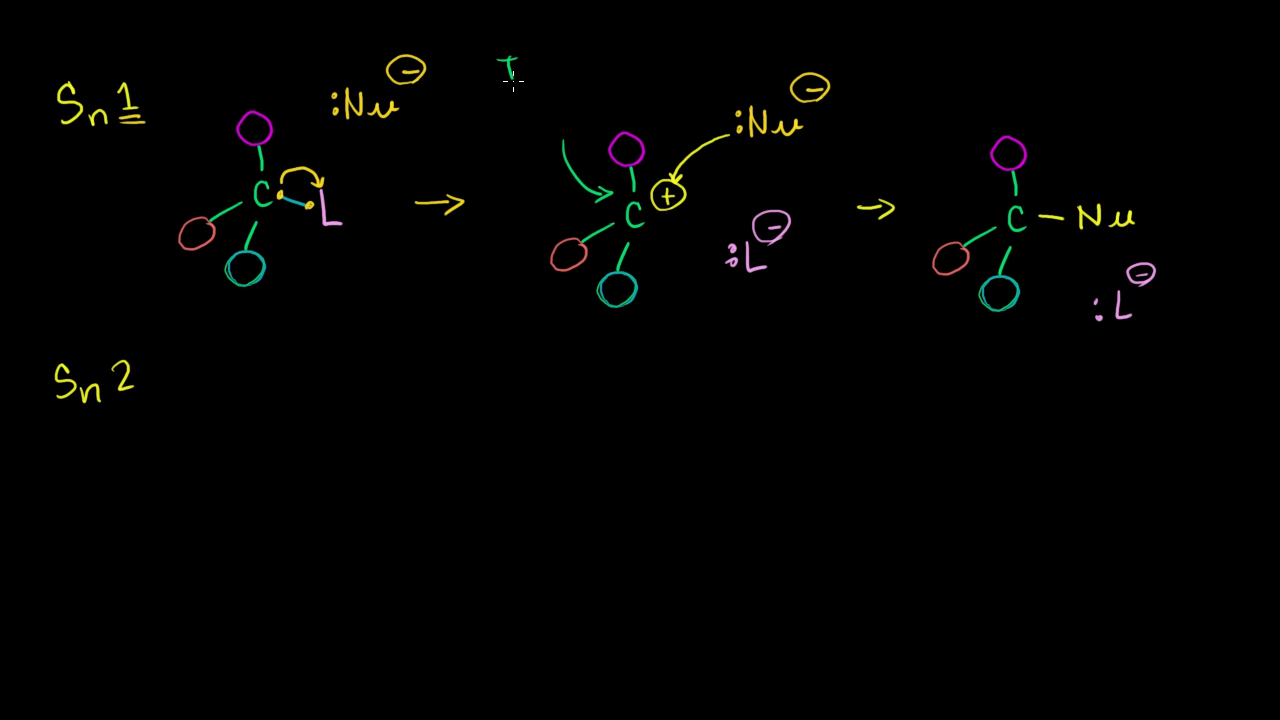 Sn1
:Nu⊖
T
C L
→
C⊕
:Nu⊖
:L⊖
→
C—Nu
:L⊖
Sn2